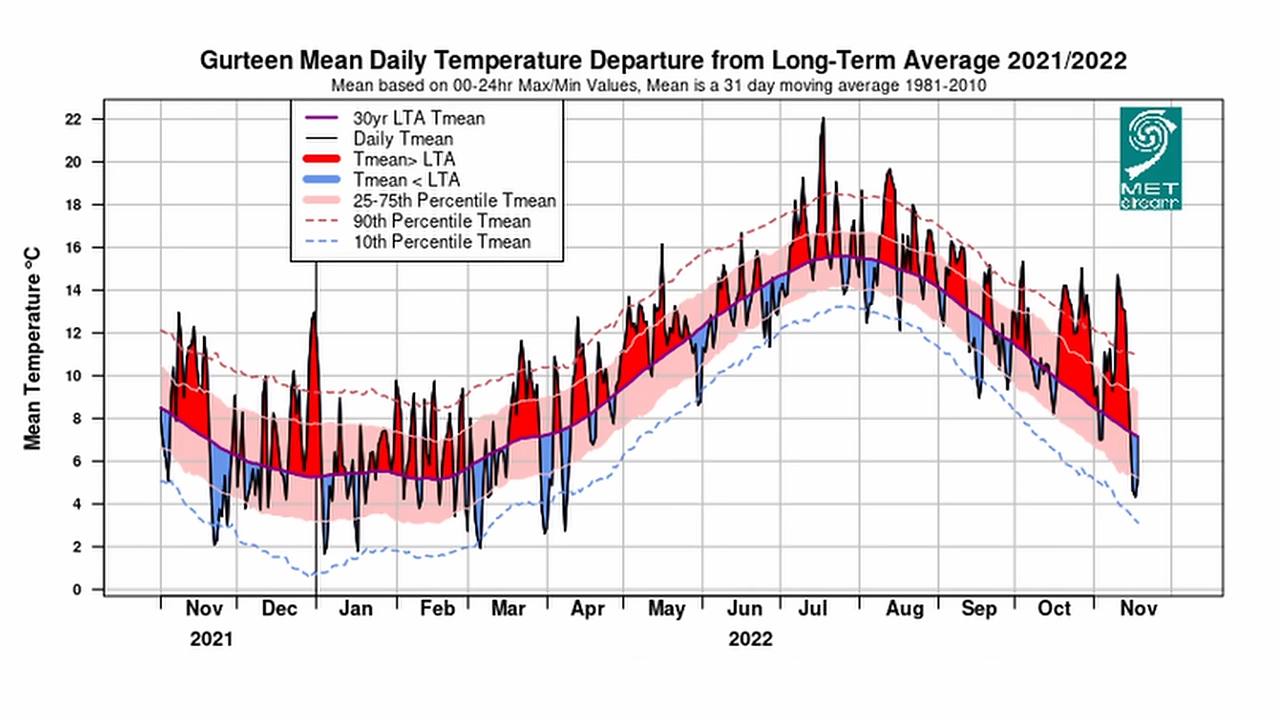 Gurteen Mean Daily Temperature Departure from Long-Term Average 2021/2022
Mean based on 00-24hr Max/Min Values, Mean is a 31 day moving average 1981-2010
30yr LTA Tmean
Daily Tmean
Tmean> LTA
Tmean < LTA
25-75th Percentile Tmean
90th Percentile Tmean
10th Percentile Tmean
MET
éireann
Mean Temperature °C
22
20
18
16
14
12
10
8
6
4
2
0
Nov Dec Jan Feb Mar Apr May Jun Jul Aug Sep Oct Nov
2021 2022